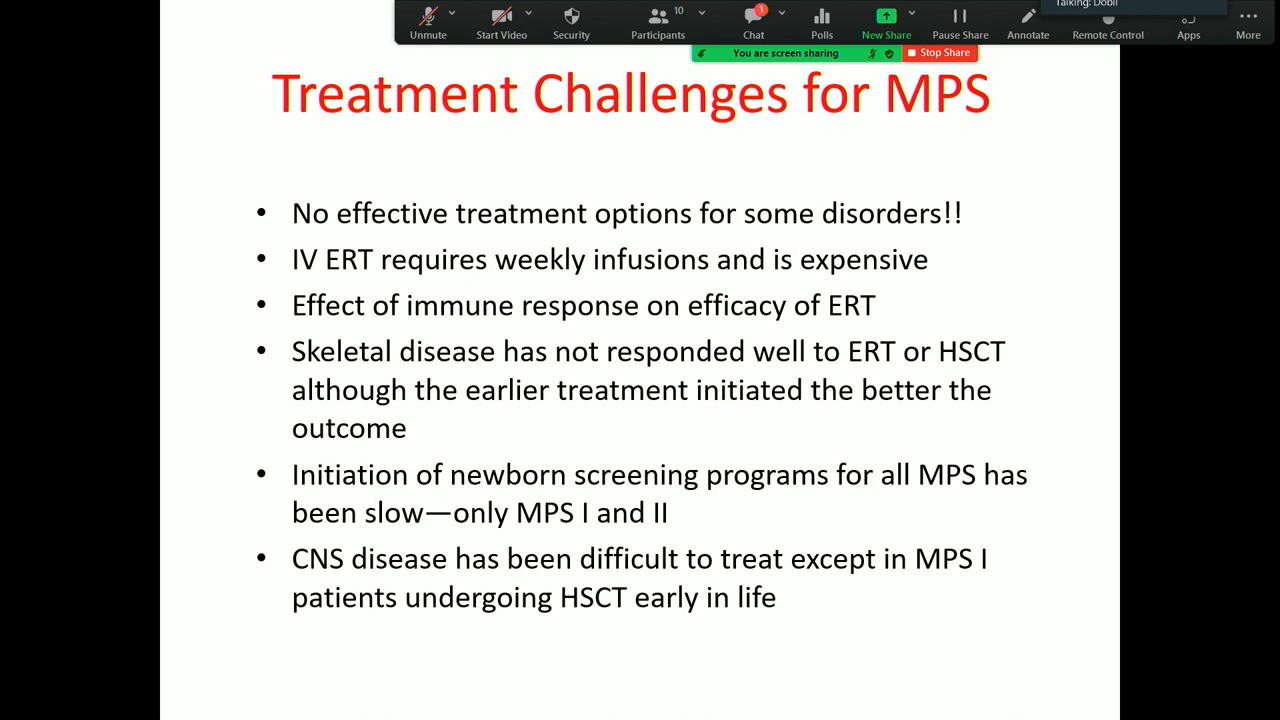 Talking: Dobli
Unmute
Start Video
Security
Participants
10
Chat
1
Polls
New Share
Pause Share
Annotate
Remote Control
Apps
More
You are screen sharing
Stop Share
Treatment Challenges for MPS
• No effective treatment options for some disorders!!
• IV ERT requires weekly infusions and is expensive
• Effect of immune response on efficacy of ERT
• Skeletal disease has not responded well to ERT or HSCT
although the earlier treatment initiated the better the
outcome
• Initiation of newborn screening programs for all MPS has
been slow—only MPS I and II
• CNS disease has been difficult to treat except in MPS I
patients undergoing HSCT early in life